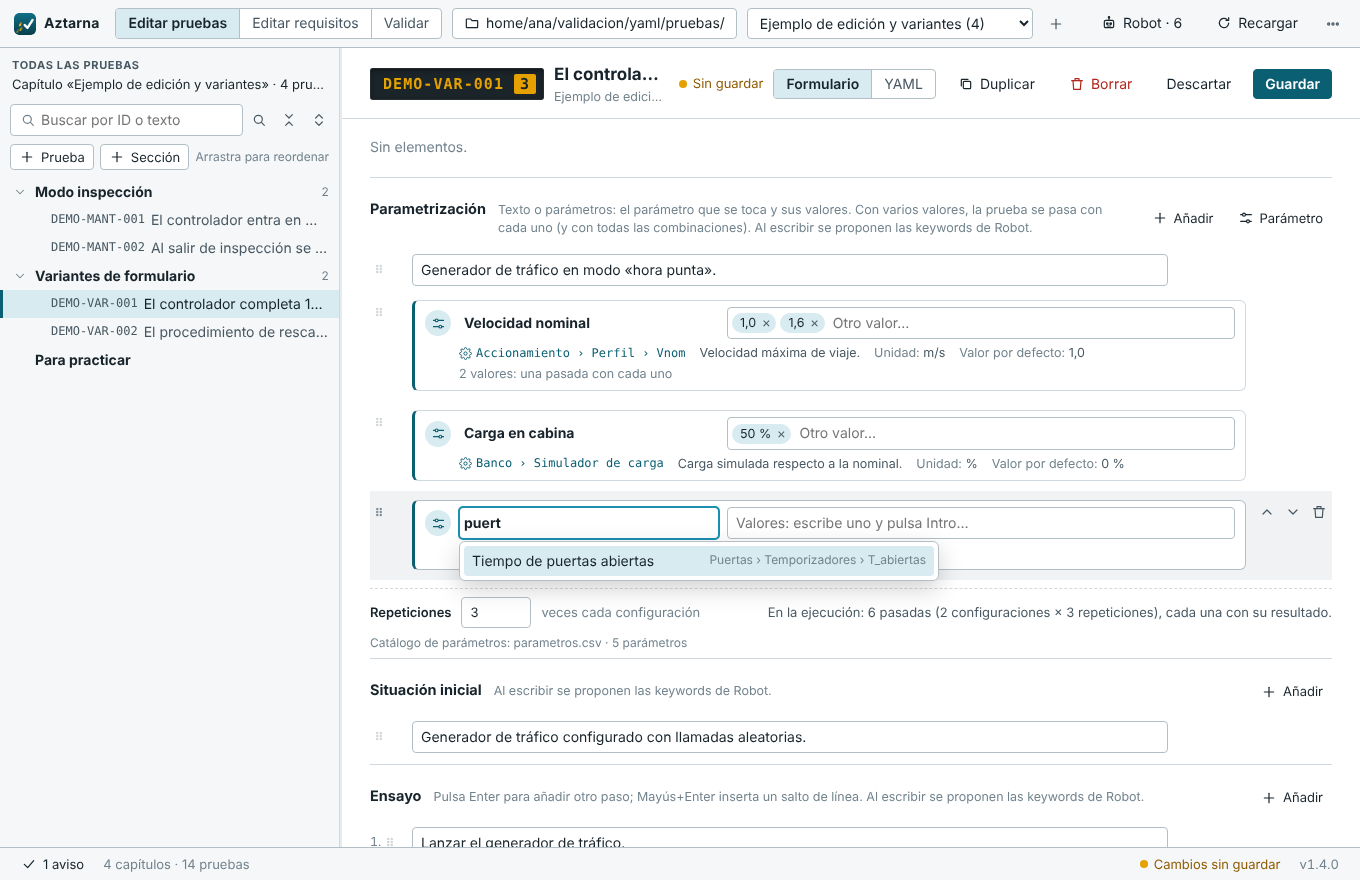 Aztarna
Editar pruebas
Editar requisitos
Validar
home/ana/validacion/yaml/pruebas/
Ejemplo de edición y variantes (4)
Robot · 6
Recargar
TODAS LAS PRUEBAS
Capítulo «Ejemplo de edición y variantes» · 4 pru...
Buscar por ID o texto
Prueba
Sección
Arrastra para reordenar
Modo inspección 2
DEMO-MANT-001 El controlador entra en ...
DEMO-MANT-002 Al salir de inspección se ...
Variantes de formulario 2
DEMO-VAR-001 El controlador completa 1...
DEMO-VAR-002 El procedimiento de resca...
Para practicar
DEMO-VAR-001 3
El controla...
Ejemplo de edici...
Sin guardar
Formulario
YAML
Duplicar
Borrar
Descartar
Guardar
Sin elementos.
Parametrización
Texto o parámetros: el parámetro que se toca y sus valores. Con varios valores, la prueba se pasa con
cada uno (y con todas las combinaciones). Al escribir se proponen las keywords de Robot.
Añadir
Parámetro
Generador de tráfico en modo «hora punta».
Velocidad nominal
1,0 ×
1,6 ×
Otro valor...
Accionamiento › Perfil › Vnom Velocidad máxima de viaje. Unidad: m/s Valor por defecto: 1,0
2 valores: una pasada con cada uno
Carga en cabina
50 % ×
Otro valor...
Banco › Simulador de carga Carga simulada respecto a la nominal. Unidad: % Valor por defecto: 0 %
puert
Valores: escribe uno y pulsa Intro...
Tiempo de puertas abiertas Puertas › Temporizadores › T_abiertas
Repeticiones 3 veces cada configuración
En la ejecución: 6 pasadas (2 configuraciones × 3 repeticiones), cada una con su resultado.
Catálogo de parámetros: parametros.csv · 5 parámetros
Situación inicial
Al escribir se proponen las keywords de Robot.
Añadir
Generador de tráfico configurado con llamadas aleatorias.
Ensayo
Pulsa Enter para añadir otro paso; Mayús+Enter inserta un salto de línea. Al escribir se proponen las keywords de Robot.
Añadir
1. Lanzar el generador de tráfico.
1 aviso
4 capítulos · 14 pruebas
Cambios sin guardar
v1.4.0